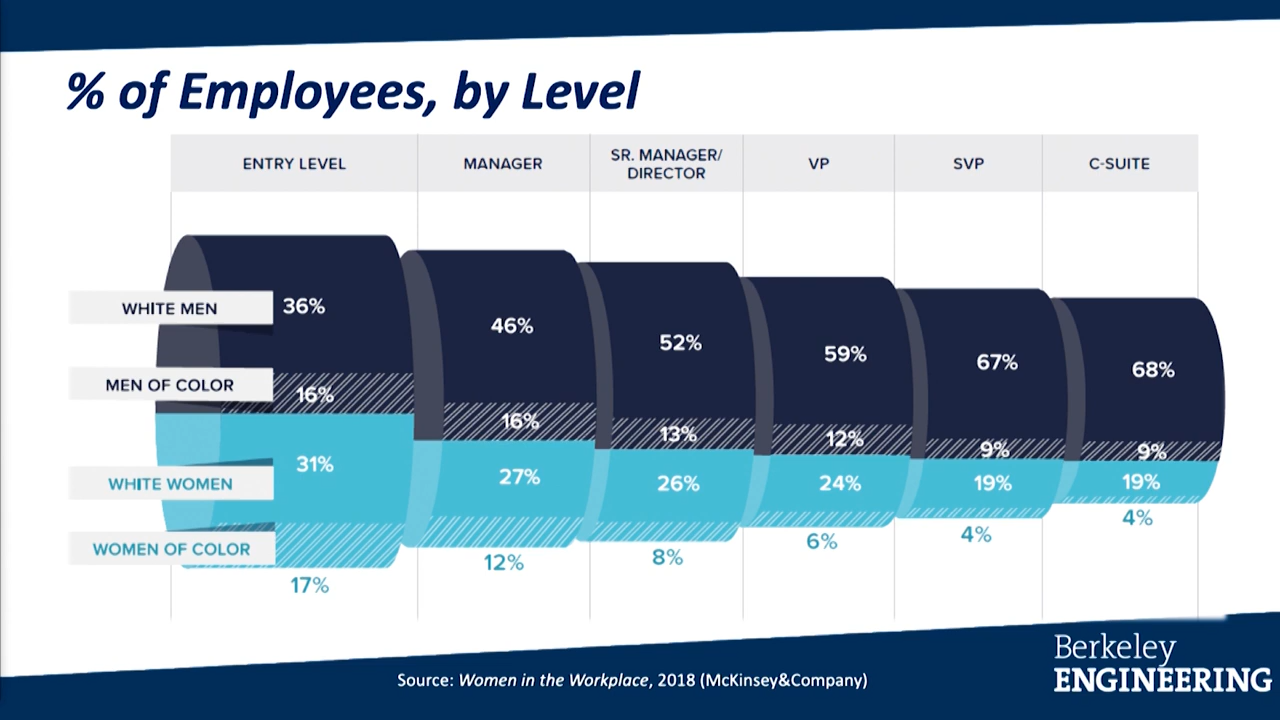 % of Employees, by Level
ENTRY LEVEL
MANAGER
SR. MANAGER/
DIRECTOR
VP
SVP
C-SUITE
WHITE MEN
36%
46%
52%
59%
67%
68%
MEN OF COLOR
16%
16%
13%
12%
9%
9%
WHITE WOMEN
31%
27%
26%
24%
19%
19%
WOMEN OF COLOR
17%
12%
8%
6%
4%
4%
Source: Women in the Workplace, 2018 (McKinsey&Company)
Berkeley
ENGINEERING